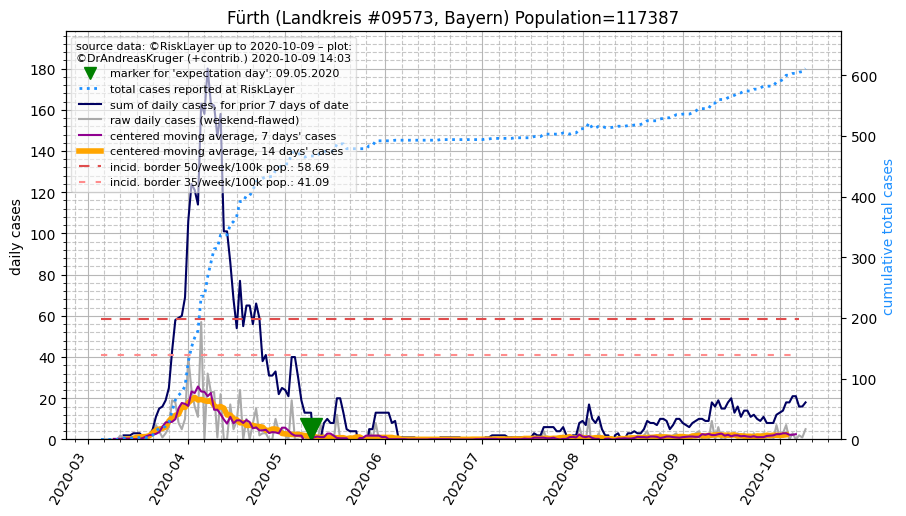 Fürth (Landkreis #09573, Bayern) Population=117387
source data: ©RiskLayer up to 2020-10-09 – plot:
©DrAndreasKruger (+contrib.) 2020-10-09 14:03
marker for 'expectation day': 09.05.2020
total cases reported at RiskLayer
sum of daily cases, for prior 7 days of date
raw daily cases (weekend-flawed)
centered moving average, 7 days' cases
centered moving average, 14 days' cases
incid. border 50/week/100k pop.: 58.69
incid. border 35/week/100k pop.: 41.09
daily cases
180
160
140
120
100
80
60
40
20
0
cumulative total cases
600
500
400
300
200
100
0
2020-03
2020-04
2020-05
2020-06
2020-07
2020-08
2020-09
2020-10